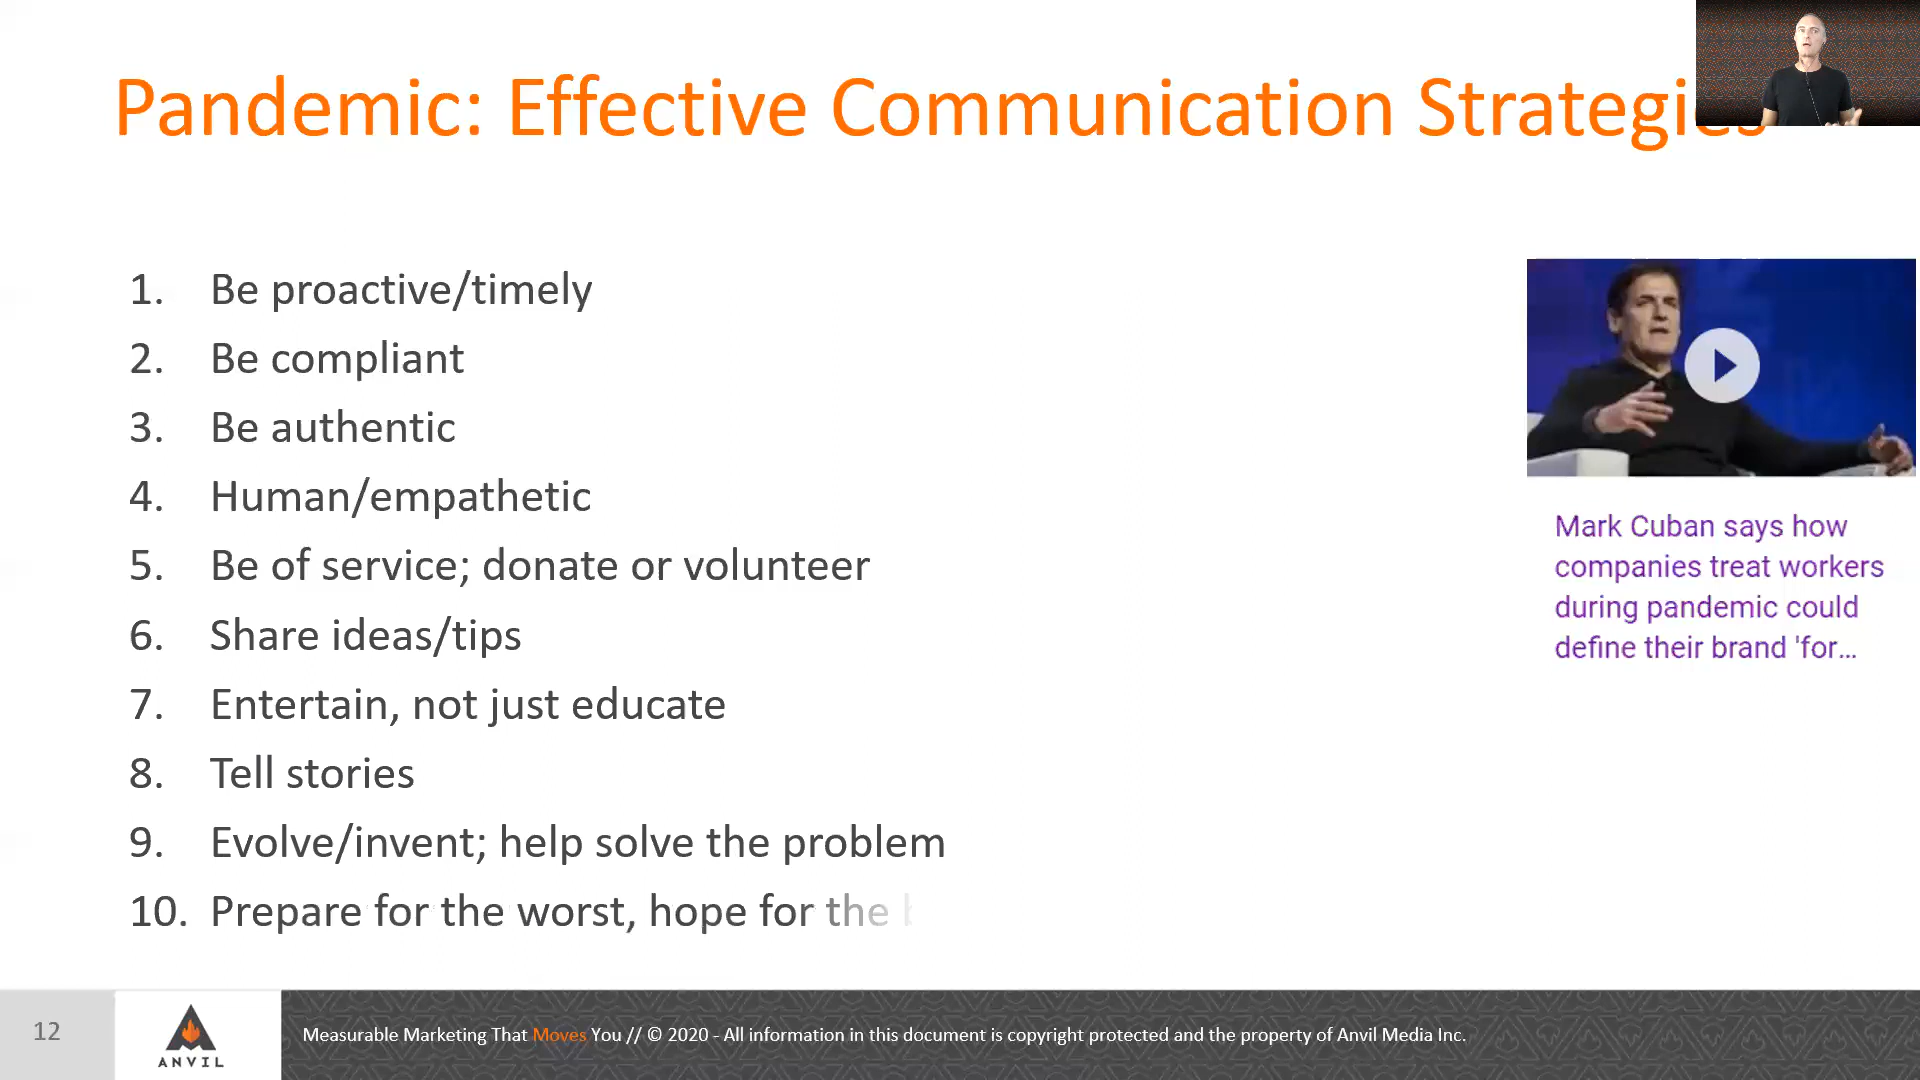 Pandemic: Effective Communication Strategies
1. Be proactive/timely
2. Be compliant
3. Be authentic
4. Human/empathetic
5. Be of service; donate or volunteer
6. Share ideas/tips
7. Entertain, not just educate
8. Tell stories
9. Evolve/invent; help solve the problem
10. Prepare for the worst, hope for the
Mark Cuban says how
companies treat workers
during pandemic could
define their brand 'for...
12
ANVIL
Measurable Marketing That Moves You // © 2020 - All information in this document is copyright protected and the property of Anvil Media Inc.